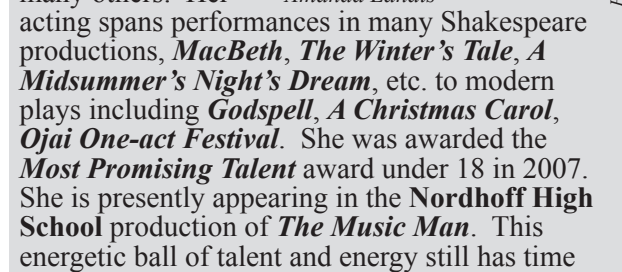 many others. Her Amanda Landis
acting spans performances in many Shakespeare
productions, MacBeth, The Winter's Tale, A
Midsummer's Night's Dream, etc. to modern
plays including Godspell, A Christmas Carol,
Ojai One-act Festival. She was awarded the
Most Promising Talent award under 18 in 2007.
She is presently appearing in the Nordhoff High
School production of The Music Man. This
energetic ball of talent and energy still has time